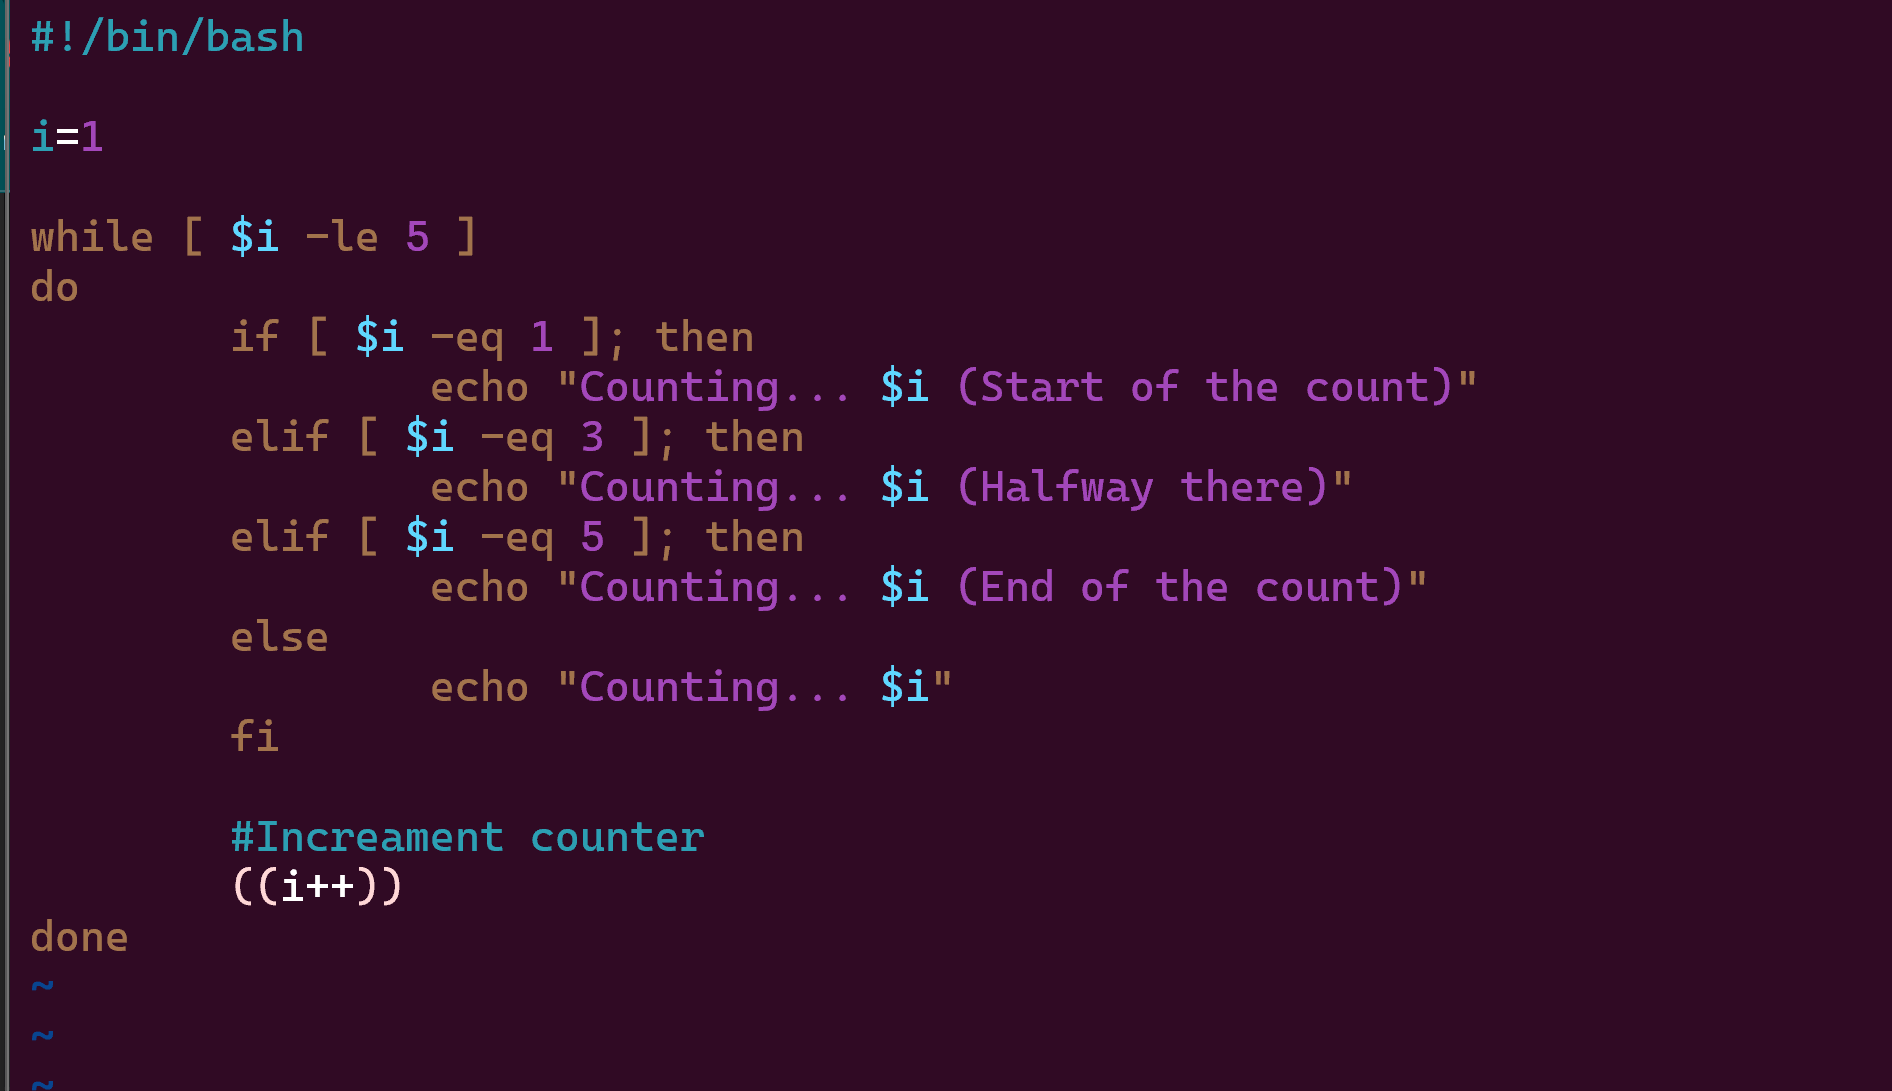 #!/bin/bash

i=1

while [ $i -le 5 ]
do
        if [ $i -eq 1 ]; then
                echo "Counting... $i (Start of the count)"
        elif [ $i -eq 3 ]; then
                echo "Counting... $i (Halfway there)"
        elif [ $i -eq 5 ]; then
                echo "Counting... $i (End of the count)"
        else
                echo "Counting... $i"
        fi

        #Increament counter
        ((i++))
done
~
~
~